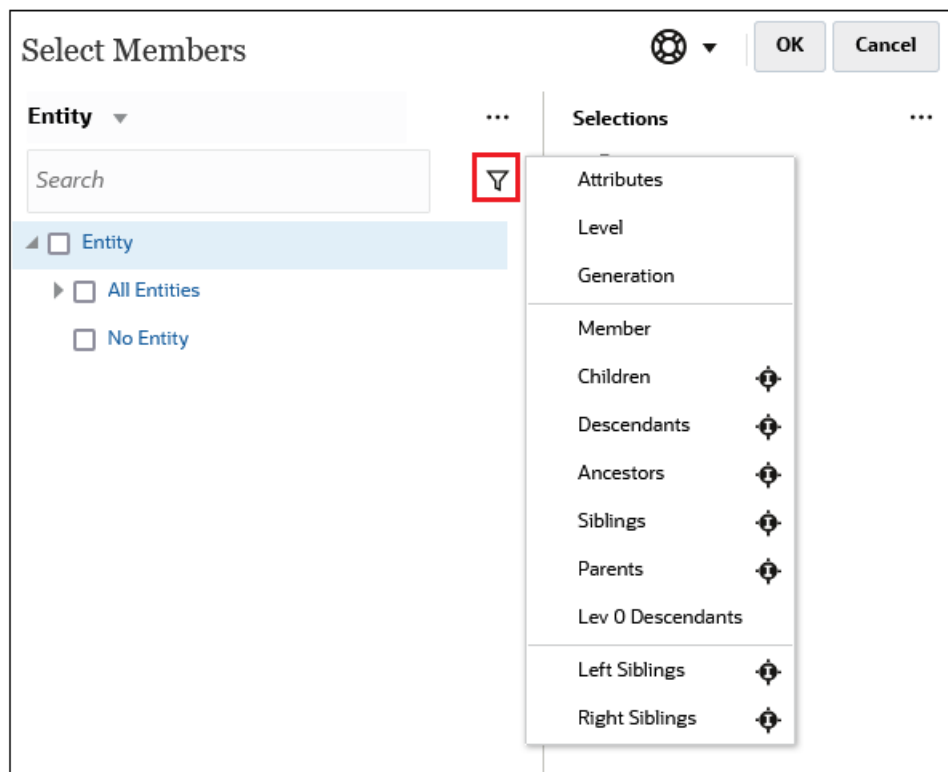 Select Members
OK
Cancel
Entity
Selections
Search
Entity
All Entities
No Entity
Attributes
Level
Generation
Member
Children
Descendants
Ancestors
Siblings
Parents
Lev 0 Descendants
Left Siblings
Right Siblings